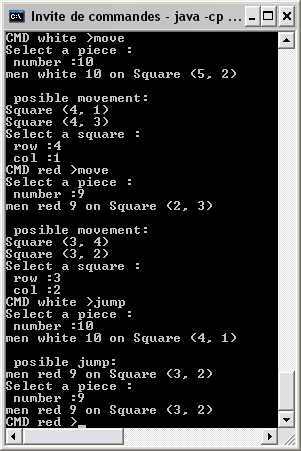 Invite de commandes - java -cp ...
CMD white >move
Select a piece :
number :10
men white 10 on Square (5, 2)
posible movement:
Square (4, 1)
Square (4, 3)
Select a square :
row :4
col :1
CMD red >move
Select a piece :
number :9
men red 9 on Square (2, 3)
posible movement:
Square (3, 4)
Square (3, 2)
Select a square :
row :3
col :2
CMD white >jump
Select a piece :
number :10
men white 10 on Square (4, 1)
posible jump:
men red 9 on Square (3, 2)
Select a piece :
number :9
men red 9 on Square (3, 2)
CMD red >_